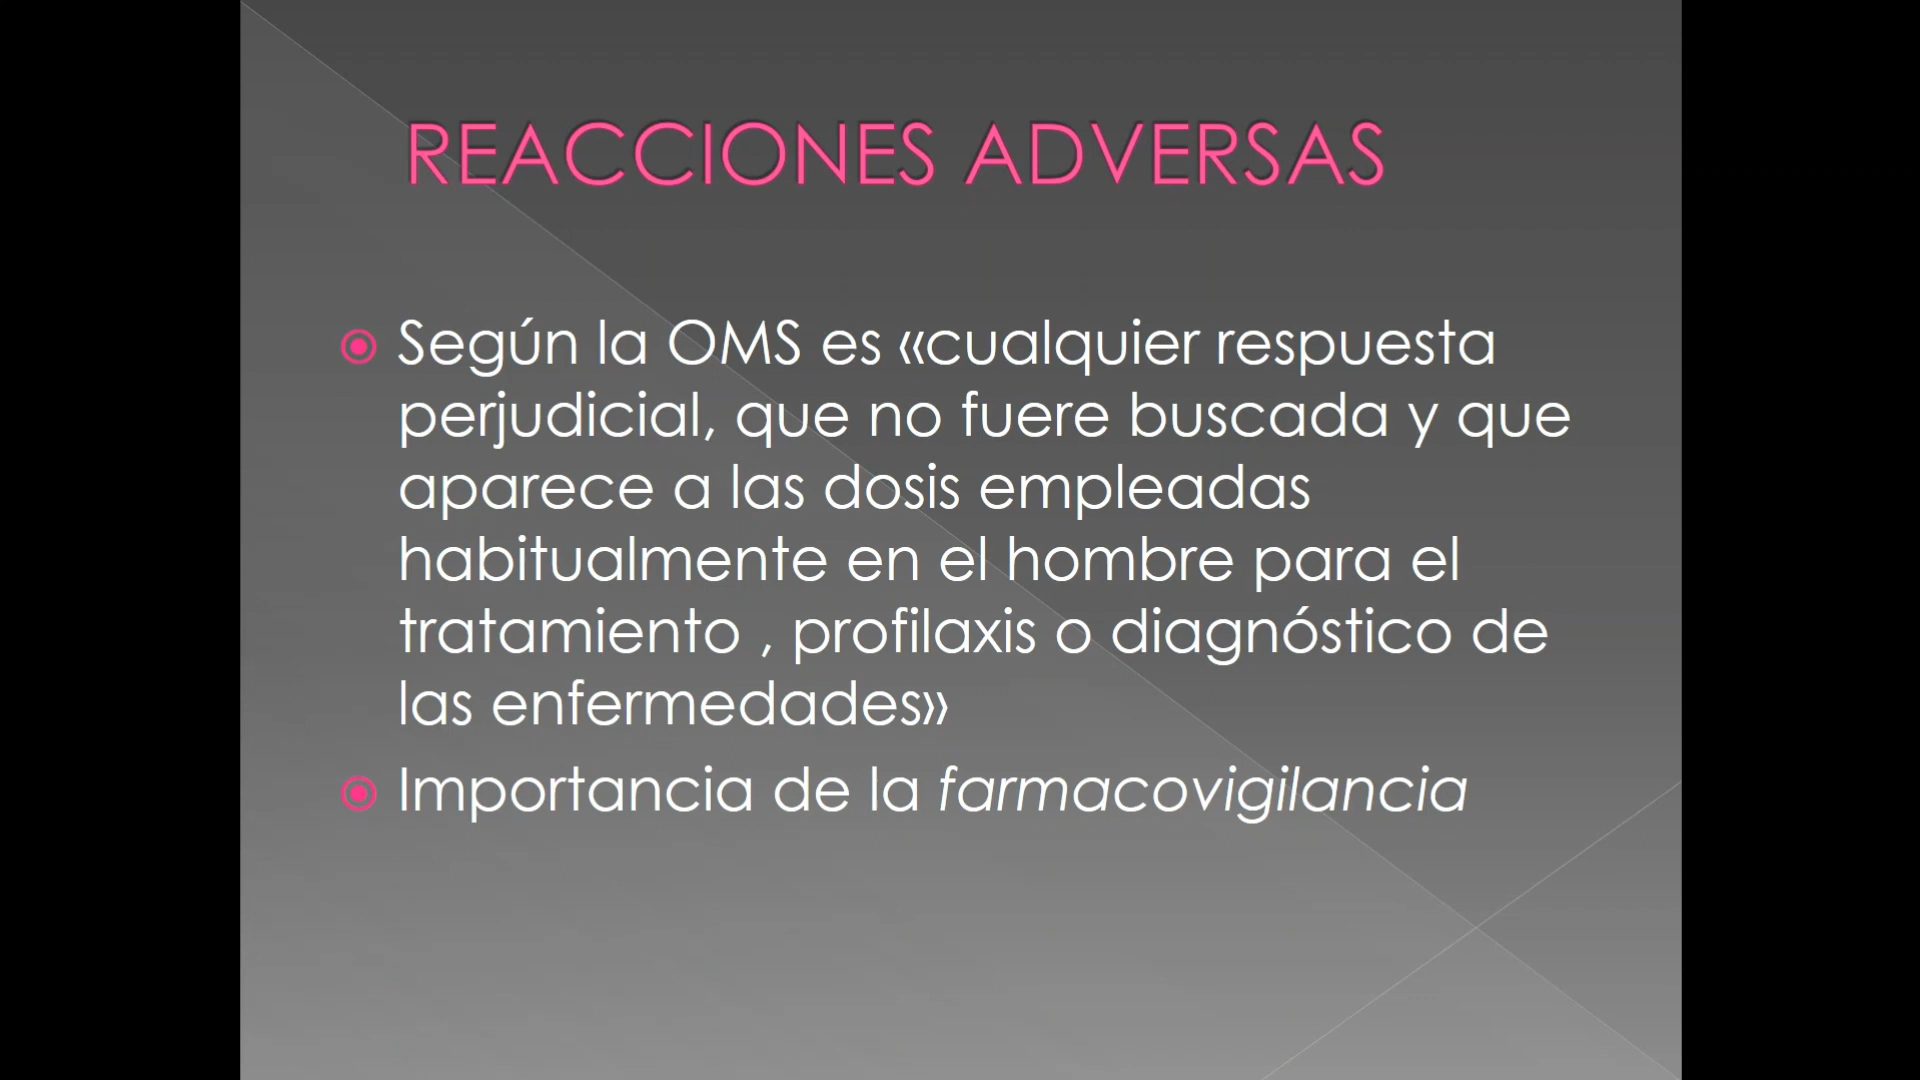 REACCIONES ADVERSAS
Según la OMS es «cualquier respuesta
perjudicial, que no fuere buscada y que
aparece a las dosis empleadas
habitualmente en el hombre para el
tratamiento , profilaxis o diagnóstico de
las enfermedades»
Importancia de la farmacovigilancia